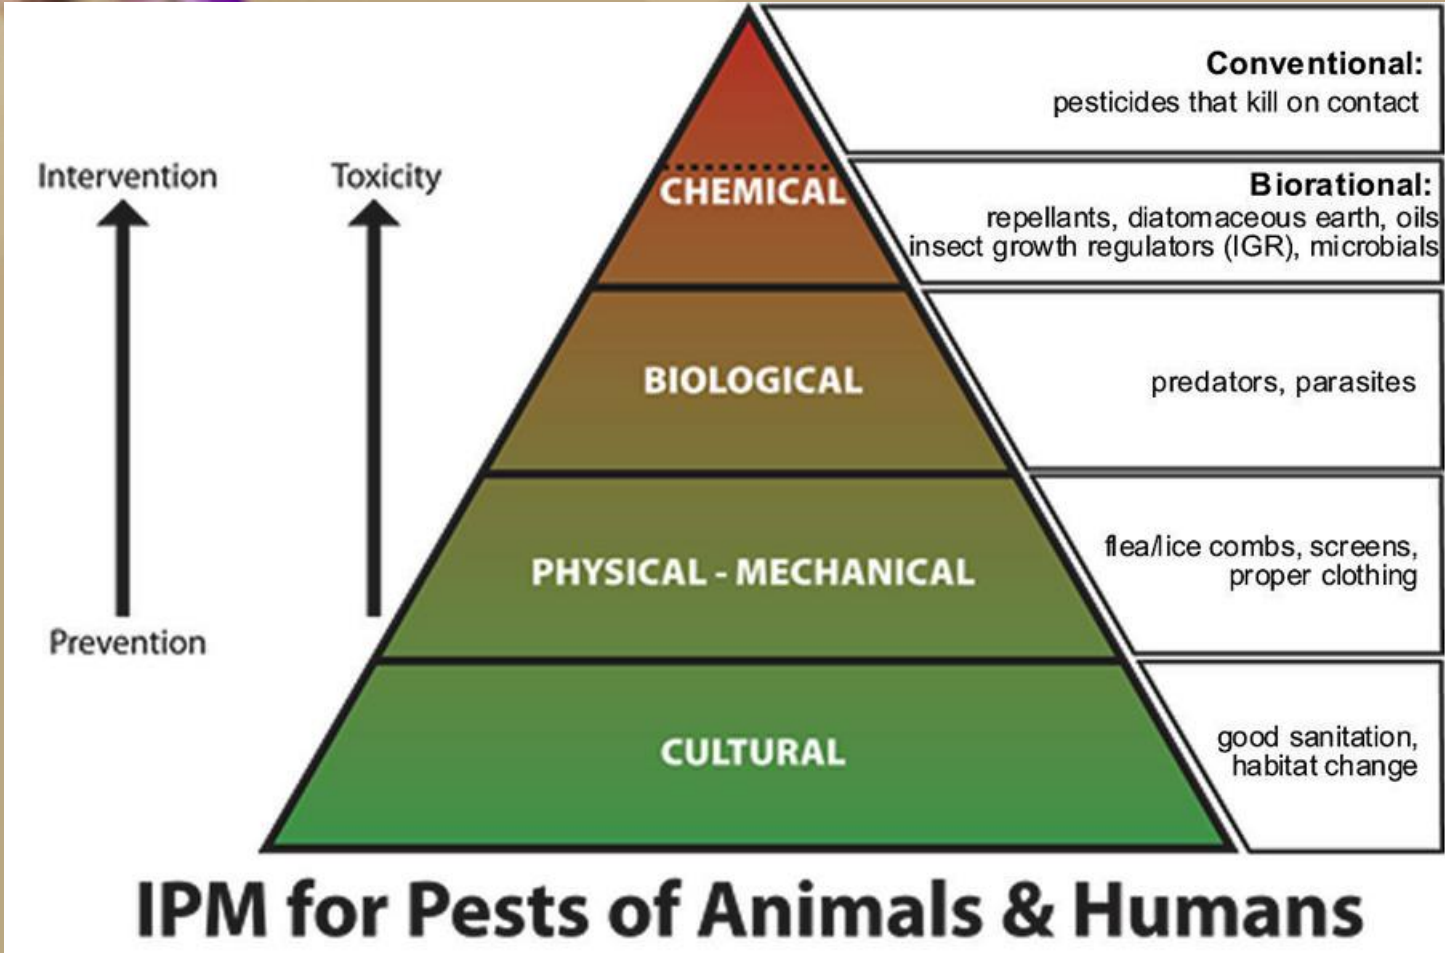 Conventional:
pesticides that kill on contact
Intervention
Toxicity
CHEMICAL
Biorational:
repellants, diatomaceous earth, oils
insect growth regulators (IGR), microbials
BIOLOGICAL
predators, parasites
PHYSICAL - MECHANICAL
flea/lice combs, screens,
proper clothing
Prevention
CULTURAL
good sanitation,
habitat change
IPM for Pests of Animals & Humans